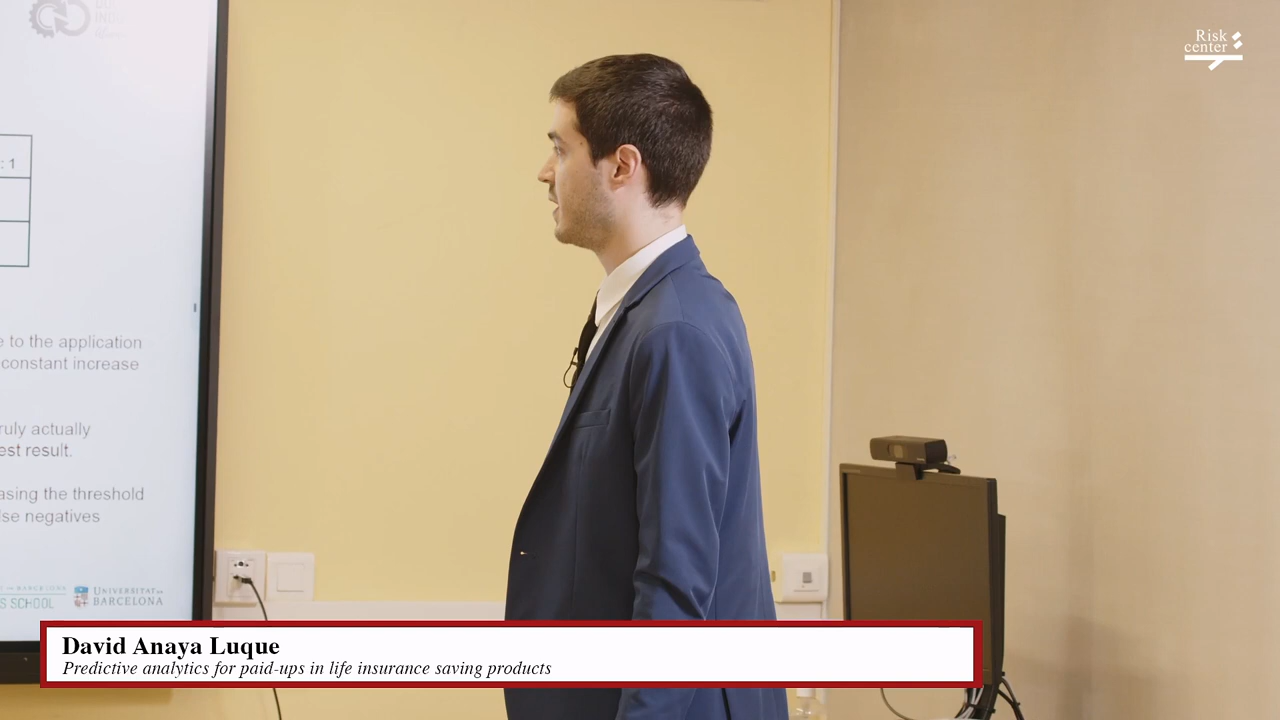 Risk
center
: 1
e to the application
constant increase
ruly actually
est result.
asing the threshold
lse negatives
S SCHOOL
UNIVERSITAT DE
BARCELONA
David Anaya Luque
Predictive analytics for paid-ups in life insurance saving products